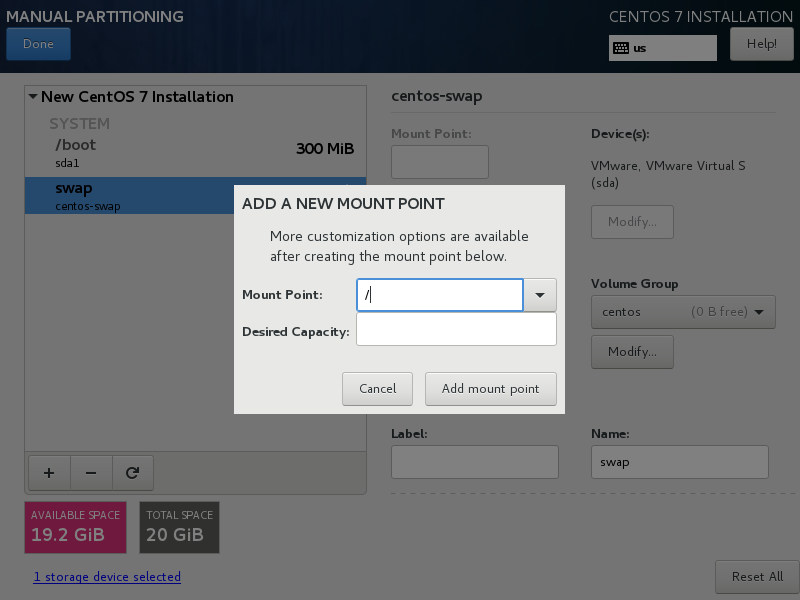 MANUAL PARTITIONING
CENTOS 7 INSTALLATION
Done
us
Help!
New CentOS 7 Installation
SYSTEM
/boot
300 MiB
sda1
swap
centos-swap
centos-swap
Mount Point:
Device(s):
VMware, VMware Virtual S
(sda)
Modify...
Volume Group
centos (0 B free)
Modify...
Label:
Name:
swap
ADD A NEW MOUNT POINT
More customization options are available
after creating the mount point below.
Mount Point: /
Desired Capacity:
Cancel
Add mount point
+ −
AVAILABLE SPACE
19.2 GiB
TOTAL SPACE
20 GiB
1 storage device selected
Reset All